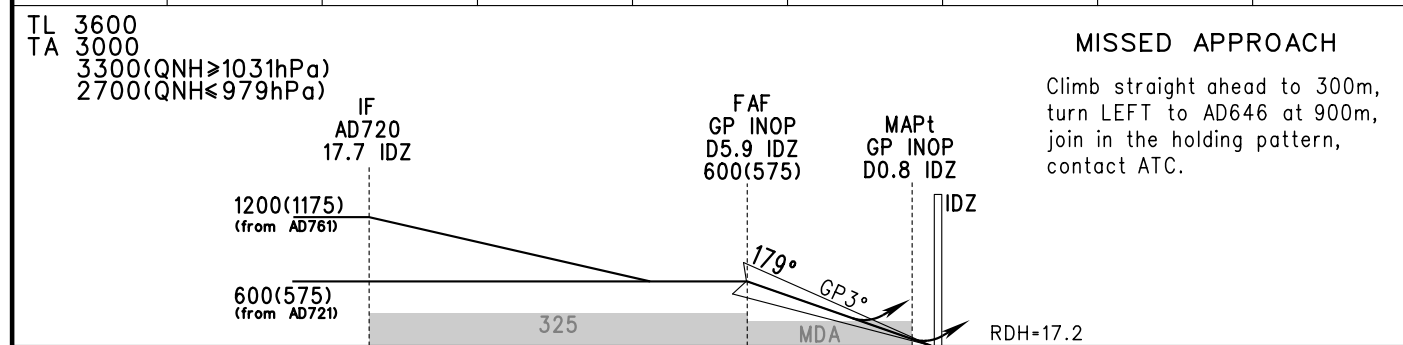 TL 3600
TA 3000
3300(QNH≥1031hPa)
2700(QNH≤979hPa)
MISSED APPROACH
Climb straight ahead to 300m,
turn LEFT to AD646 at 900m,
join in the holding pattern,
contact ATC.
IF
AD720
17.7 IDZ
FAF
GP INOP
D5.9 IDZ
600(575)
MAPt
GP INOP
D0.8 IDZ
IDZ
1200(1175)
(from AD761)
179°
GP3°
600(575)
(from AD721)
325
MDA
RDH=17.2